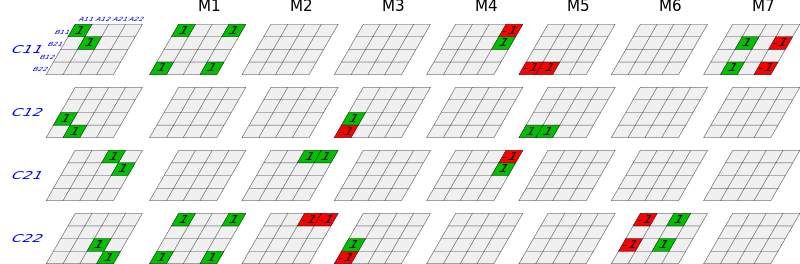 M1 M2 M3 M4 M5 M6 M7
A11 A12 A21 A22
B11 1 1 1 -1
C11
B21 1 1 1 -1
B12
B22 1 1 -1 -1 1 -1
C12
1 1
1 -1 1 1
1 1 1 -1
C21
1 1
1 1 1 -1 -1 -1 1
C22
1 1 -1 1
1 1 1 -1